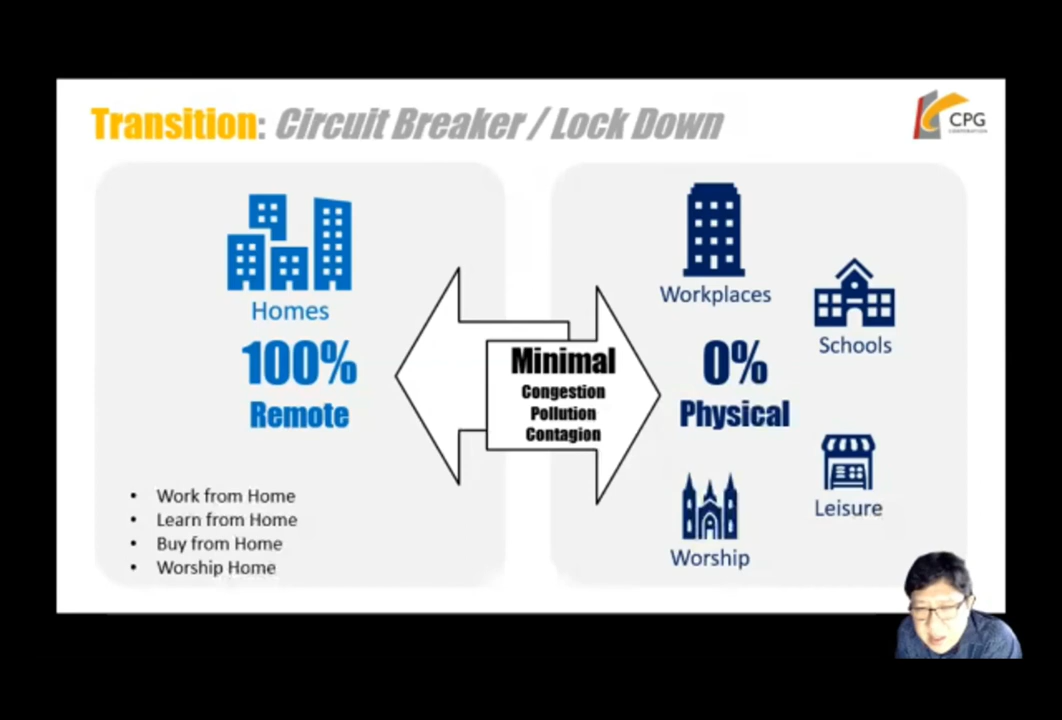 Transition: Circuit Breaker / Lock Down
CPG
CORPORATION
Homes
100%
Remote
• Work from Home
• Learn from Home
• Buy from Home
• Worship Home
Minimal
Congestion
Pollution
Contagion
Workplaces
Schools
0%
Physical
Leisure
Worship